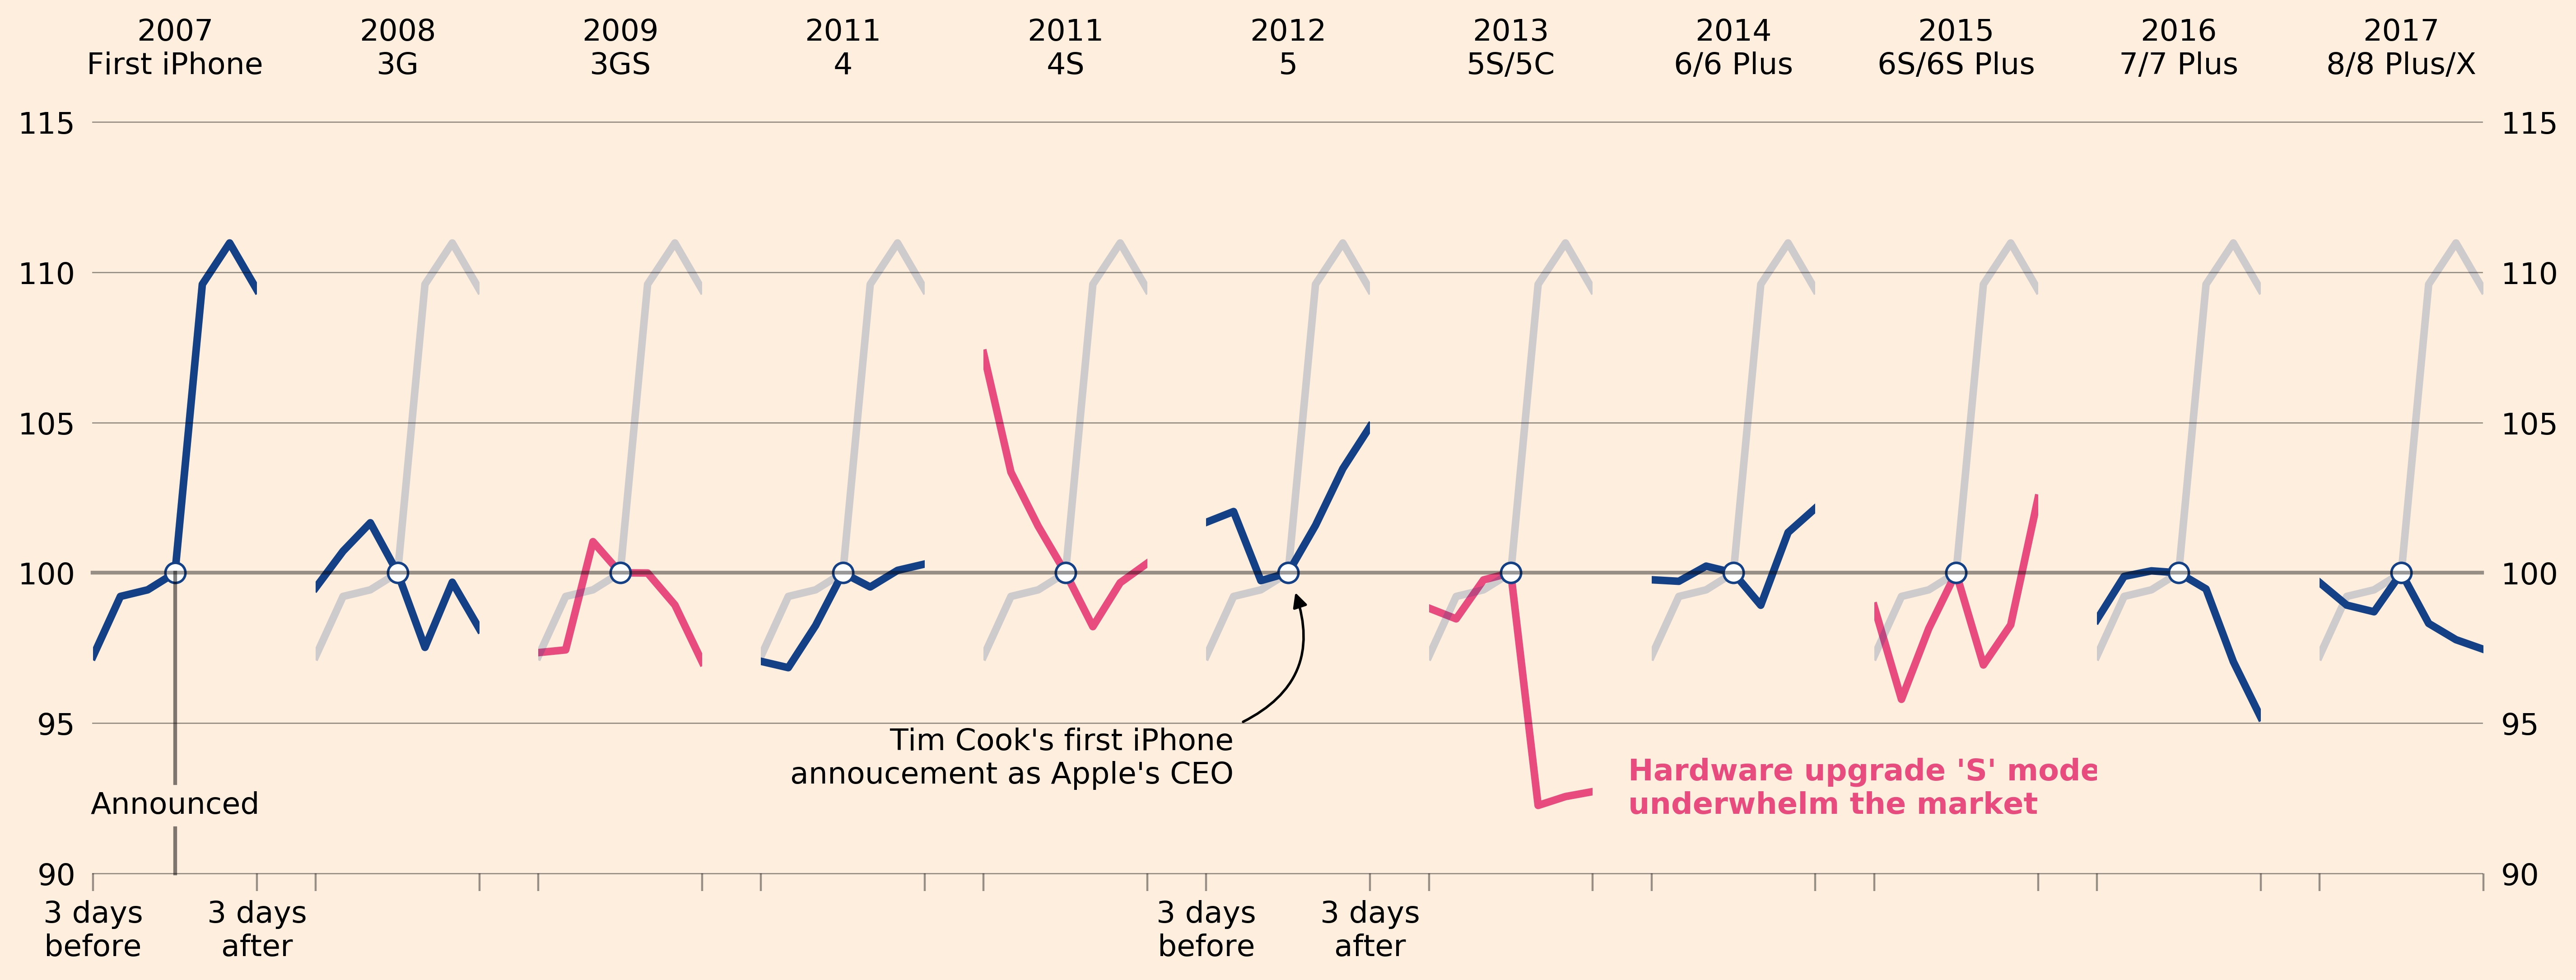 2007
First iPhone
2008
3G
2009
3GS
2011
4
2011
4S
2012
5
2013
5S/5C
2014
6/6 Plus
2015
6S/6S Plus
2016
7/7 Plus
2017
8/8 Plus/X
115
115
110
110
105
105
100
100
95
95
Tim Cook's first iPhone
annoucement as Apple's CEO
Hardware upgrade 'S' mode
underwhelm the market
Announced
90
90
3 days
before
3 days
after
3 days
before
3 days
after